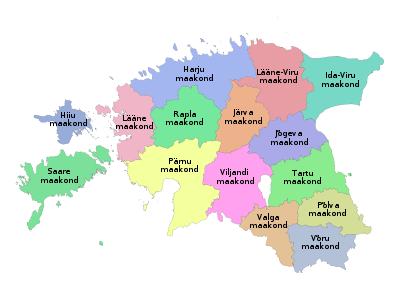 Harju
maakond
Lääne-Viru
maakond
Ida-Viru
maakond
Hiiu
maakond
Lääne
maakond
Rapla
maakond
Järva
maakond
Jõgeva
maakond
Saare
maakond
Pärnu
maakond
Viljandi
maakond
Tartu
maakond
Valga
maakond
Põlva
maakond
Võru
maakond